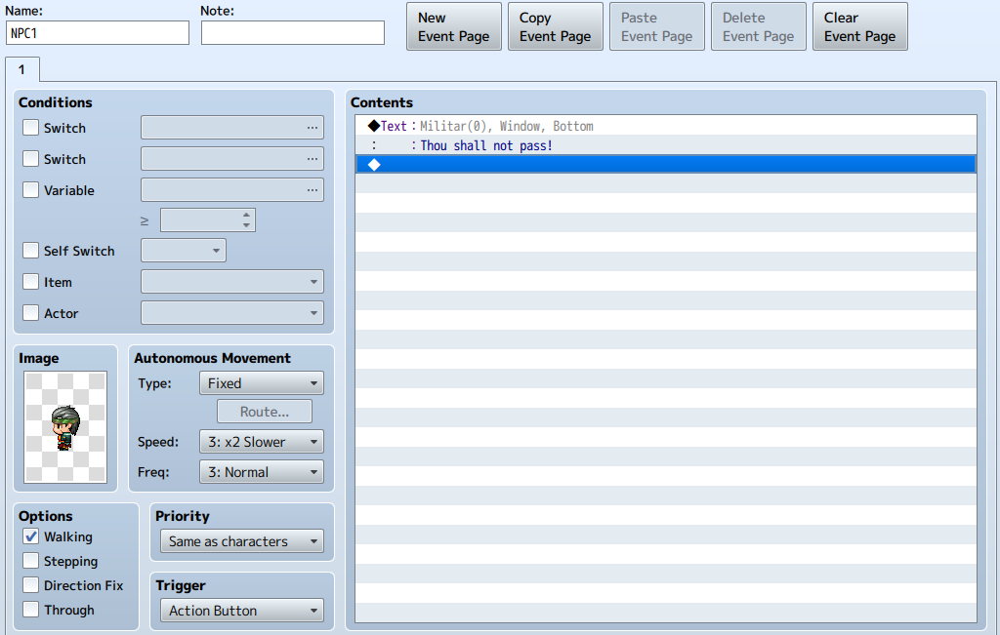 Name:
Note:
NPC1
New
Event Page
Copy
Event Page
Paste
Event Page
Delete
Event Page
Clear
Event Page
1
Conditions
Switch
...
Switch
...
Variable
...
≥
Self Switch
Item
Actor
Image
Autonomous Movement
Type:
Fixed
Route...
Speed:
3: x2 Slower
Freq:
3: Normal
Options
Walking
Stepping
Direction Fix
Through
Priority
Same as characters
Trigger
Action Button
Contents
◆Text : Militar(0), Window, Bottom
: : Thou shall not pass!
◆